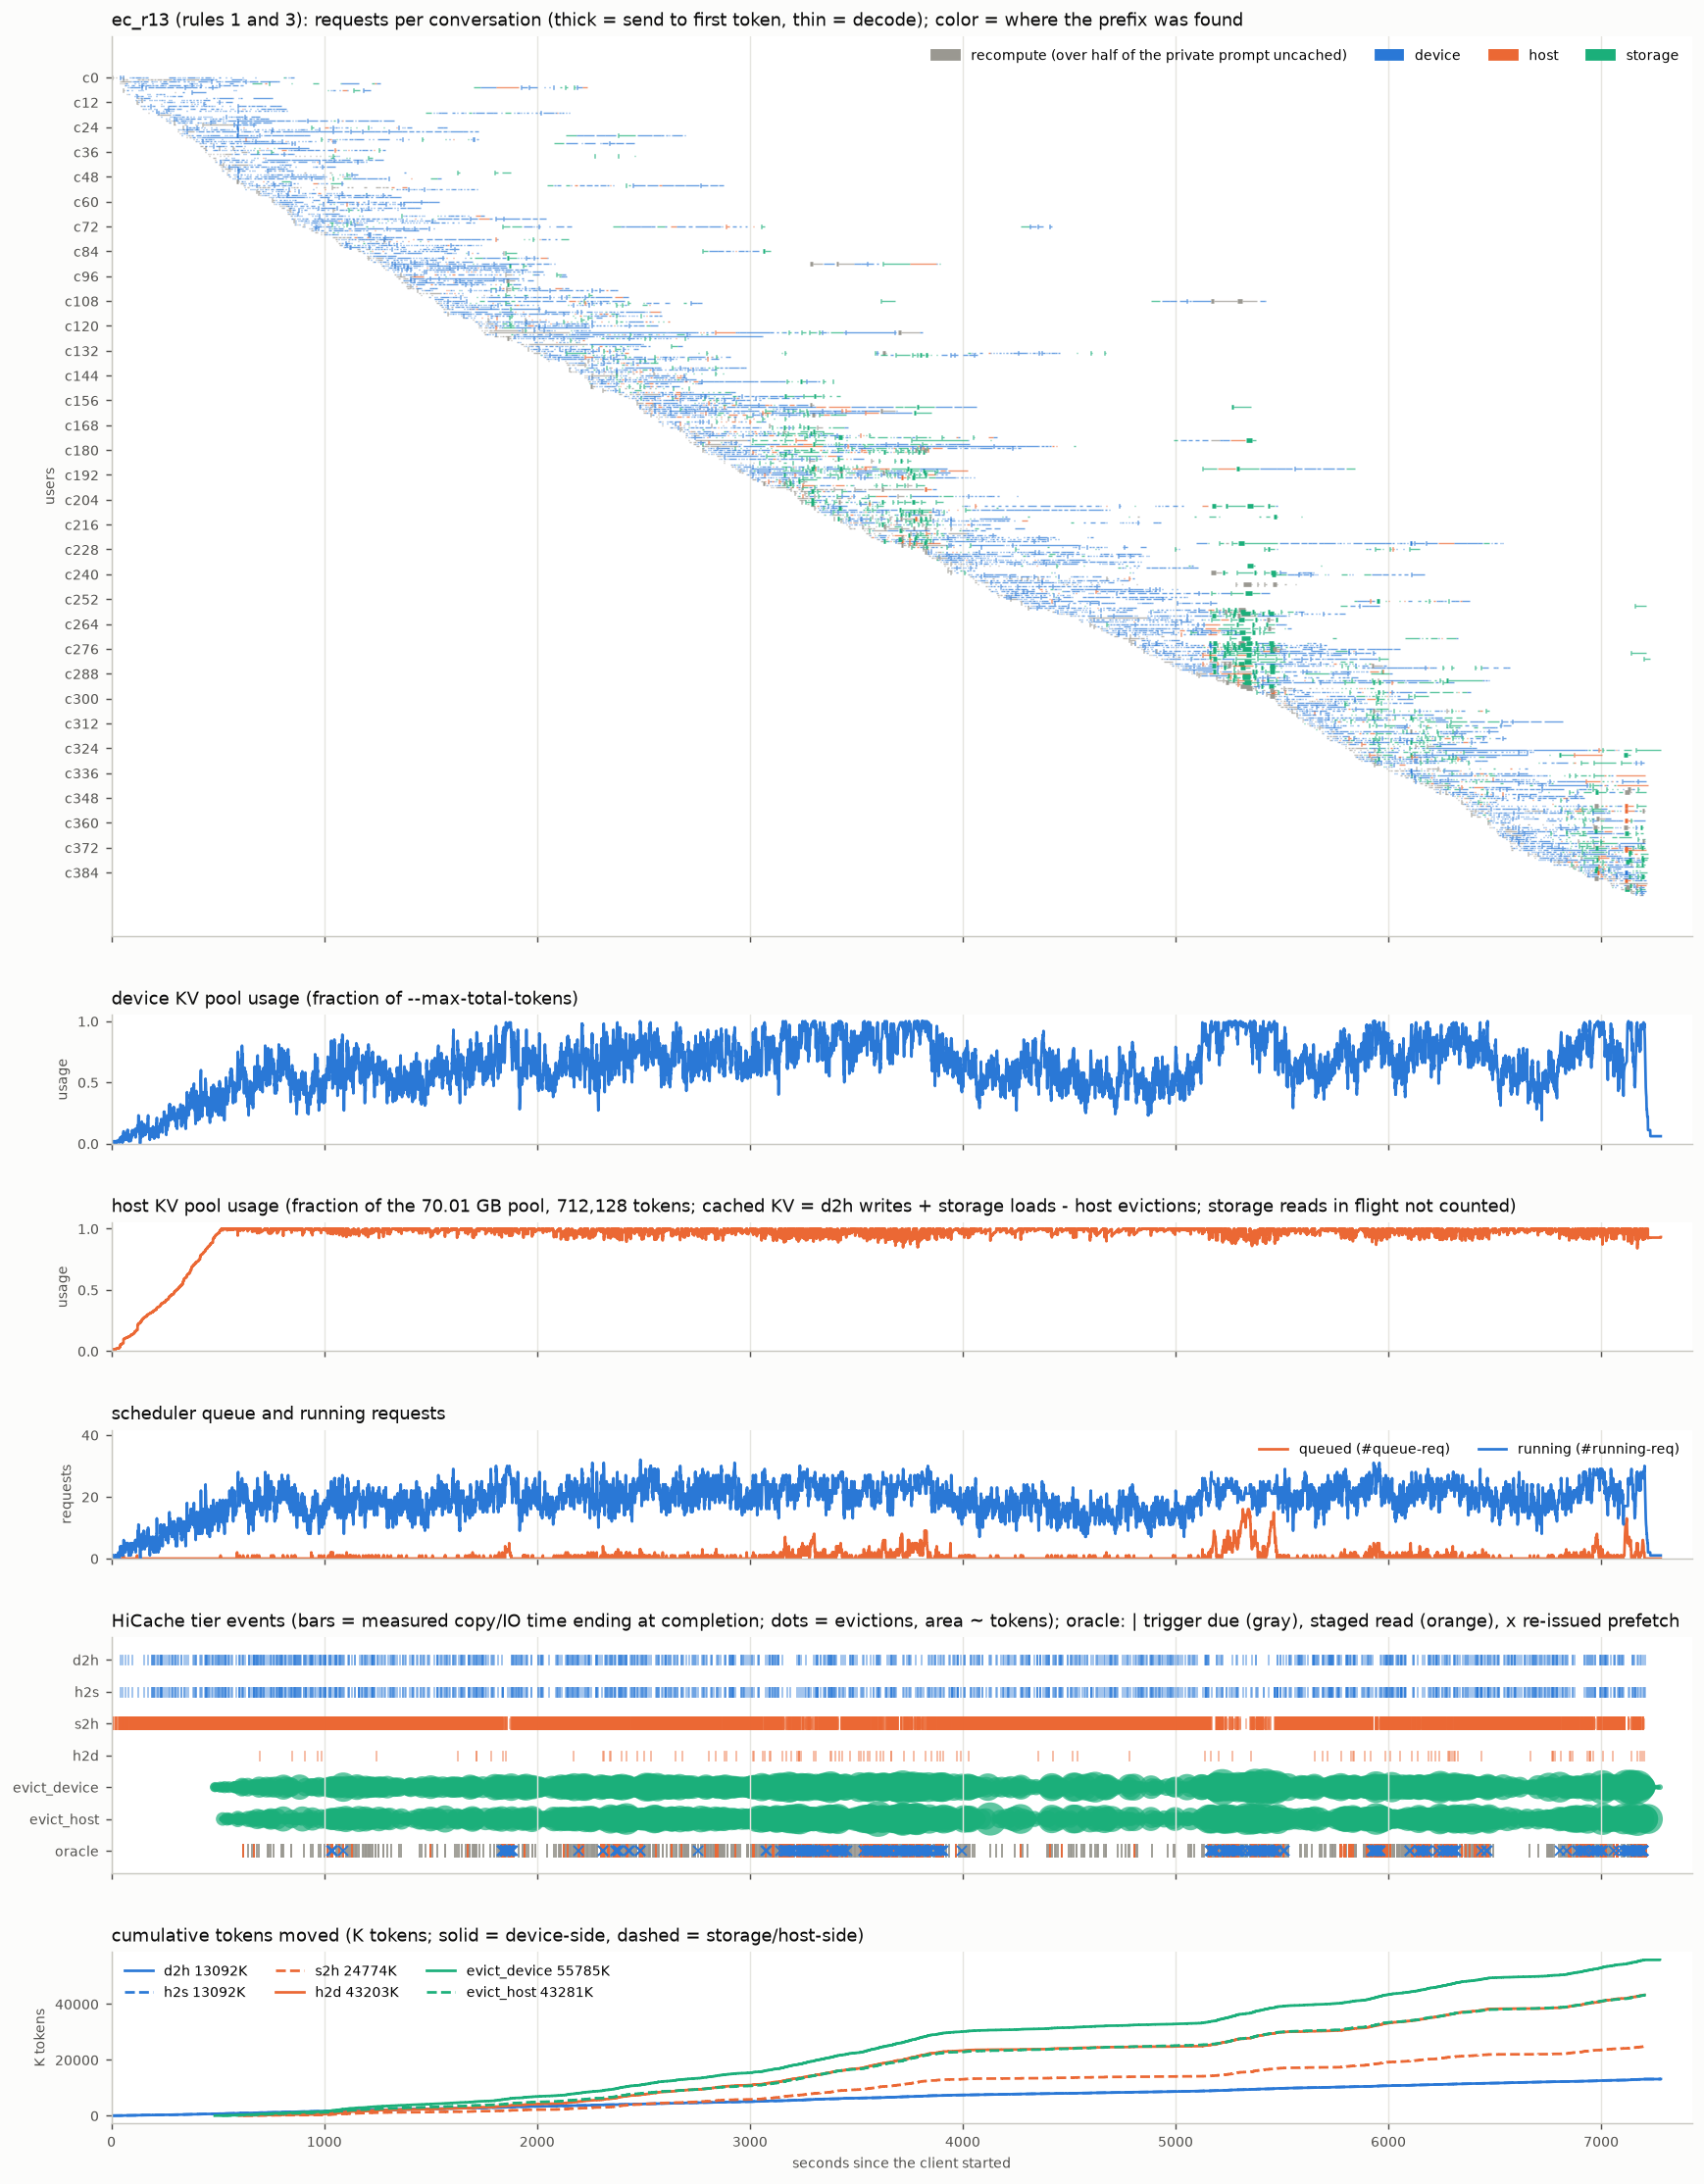 ec_r13 (rules 1 and 3): requests per conversation (thick = send to first token, thin = decode); color = where the prefix was found
recompute (over half of the private prompt uncached)
device
host
storage
c0
c12
c24
c36
c48
c60
c72
c84
c96
c108
c120
c132
c144
c156
c168
c180
c192
c204
c216
c228
c240
c252
c264
c276
c288
c300
c312
c324
c336
c348
c360
c372
c384
users
device KV pool usage (fraction of --max-total-tokens)
1.0
0.5
0.0
usage
host KV pool usage (fraction of the 70.01 GB pool, 712,128 tokens; cached KV = d2h writes + storage loads - host evictions; storage reads in flight not counted)
1.0
0.5
0.0
usage
scheduler queue and running requests
queued (#queue-req)
running (#running-req)
40
20
0
requests
HiCache tier events (bars = measured copy/IO time ending at completion; dots = evictions, area ~ tokens); oracle: | trigger due (gray), staged read (orange), x re-issued prefetch
d2h
h2s
s2h
h2d
evict_device
evict_host
oracle
cumulative tokens moved (K tokens; solid = device-side, dashed = storage/host-side)
d2h 13092K
s2h 24774K
evict_device 55785K
h2s 13092K
h2d 43203K
evict_host 43281K
40000
20000
0
K tokens
0
1000
2000
3000
4000
5000
6000
7000
seconds since the client started